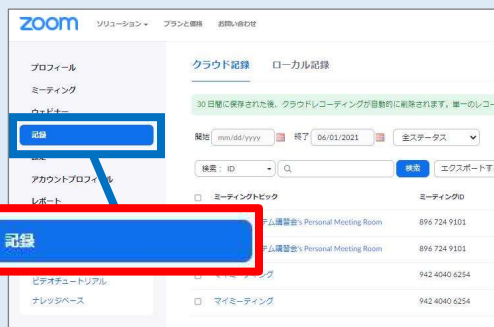 zoom ソリューション プランと価格 お問い合わせ
プロフィール
ミーティング
ウェビナー
記録
アカウントプロフィール
レポート
記録
ビデオチュートリアル
ナレッジベース
クラウド記録 ローカル記録
30 日間に保存された後、クラウドレコーディングが自動的に削除されます。単一のレコー
開始 mm/dd/yyyy 終了 06/01/2021 全ステータス
検索: ID 検索 エクスポートす
ミーティングトピック ミーティングID
テム講習会's Personal Meeting Room 896 724 9101
テム講習会's Personal Meeting Room 896 724 9101
マイミーティング 942 4040 6254
マイミーティング 942 4040 6254